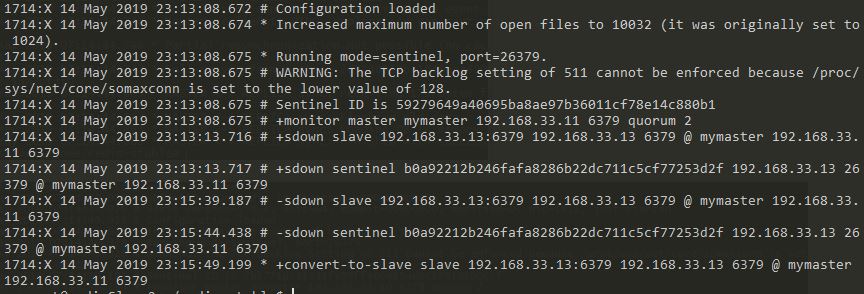 1714:X 14 May 2019 23:13:08.672 # Configuration loaded
1714:X 14 May 2019 23:13:08.674 * Increased maximum number of open files to 10032 (it was originally set to
 1024).
1714:X 14 May 2019 23:13:08.675 * Running mode=sentinel, port=26379.
1714:X 14 May 2019 23:13:08.675 # WARNING: The TCP backlog setting of 511 cannot be enforced because /proc/
sys/net/core/somaxconn is set to the lower value of 128.
1714:X 14 May 2019 23:13:08.675 # Sentinel ID is 59279649a40695ba8ae97b36011cf78e14c880b1
1714:X 14 May 2019 23:13:08.675 # +monitor master mymaster 192.168.33.11 6379 quorum 2
1714:X 14 May 2019 23:13:13.716 # +sdown slave 192.168.33.13:6379 192.168.33.13 6379 @ mymaster 192.168.33.
11 6379
1714:X 14 May 2019 23:13:13.717 # +sdown sentinel b0a92212b246fafa8286b22dc711c5cf77253d2f 192.168.33.13 26
379 @ mymaster 192.168.33.11 6379
1714:X 14 May 2019 23:15:39.187 # -sdown slave 192.168.33.13:6379 192.168.33.13 6379 @ mymaster 192.168.33.
11 6379
1714:X 14 May 2019 23:15:44.438 # -sdown sentinel b0a92212b246fafa8286b22dc711c5cf77253d2f 192.168.33.13 26
379 @ mymaster 192.168.33.11 6379
1714:X 14 May 2019 23:15:49.199 * +convert-to-slave slave 192.168.33.13:6379 192.168.33.13 6379 @ mymaster
192.168.33.11 6379